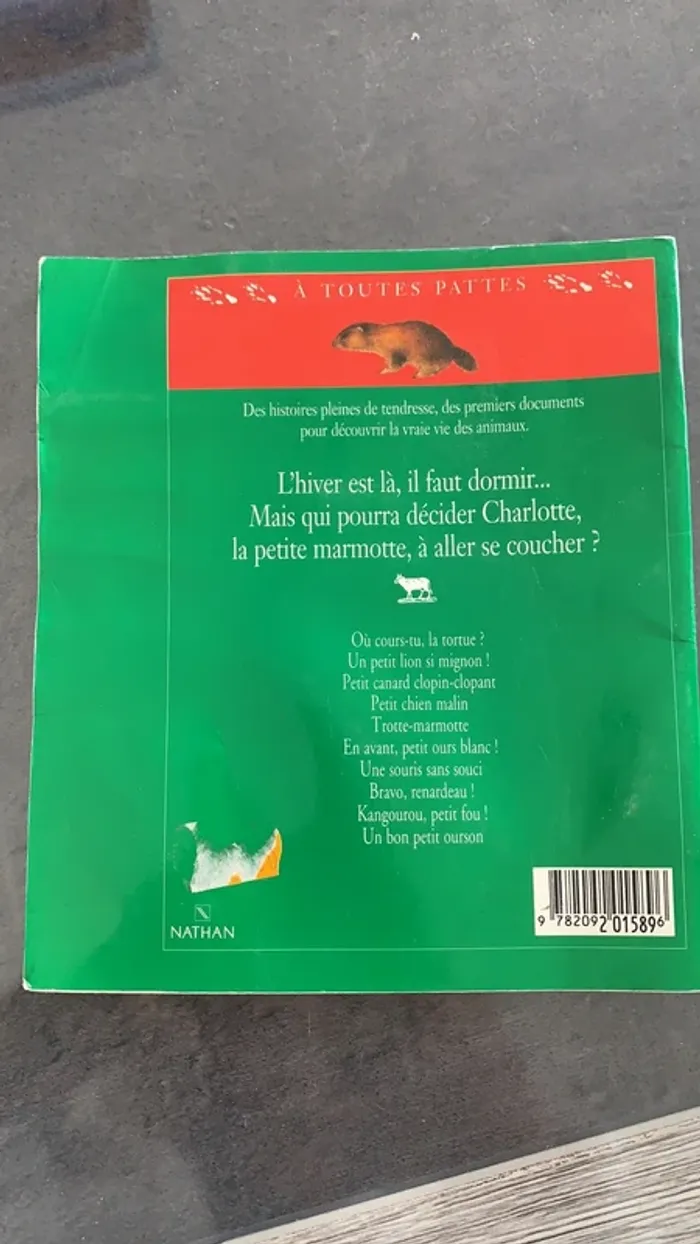 À TOUTES PATTES
Des histoires pleines de tendresse, des premiers documents
pour découvrir la vraie vie des animaux.
L'hiver est là, il faut dormir...
Mais qui pourra décider Charlotte,
la petite marmotte, à aller se coucher ?
Où cours-tu, la tortue ?
Un petit lion si mignon !
Petit canard clopin-clopant
Petit chien malin
Trotte-marmotte
En avant, petit ours blanc !
Une souris sans souci
Bravo, renardeau !
Kangourou, petit fou !
Un bon petit ourson
NATHAN
9 782092 015896